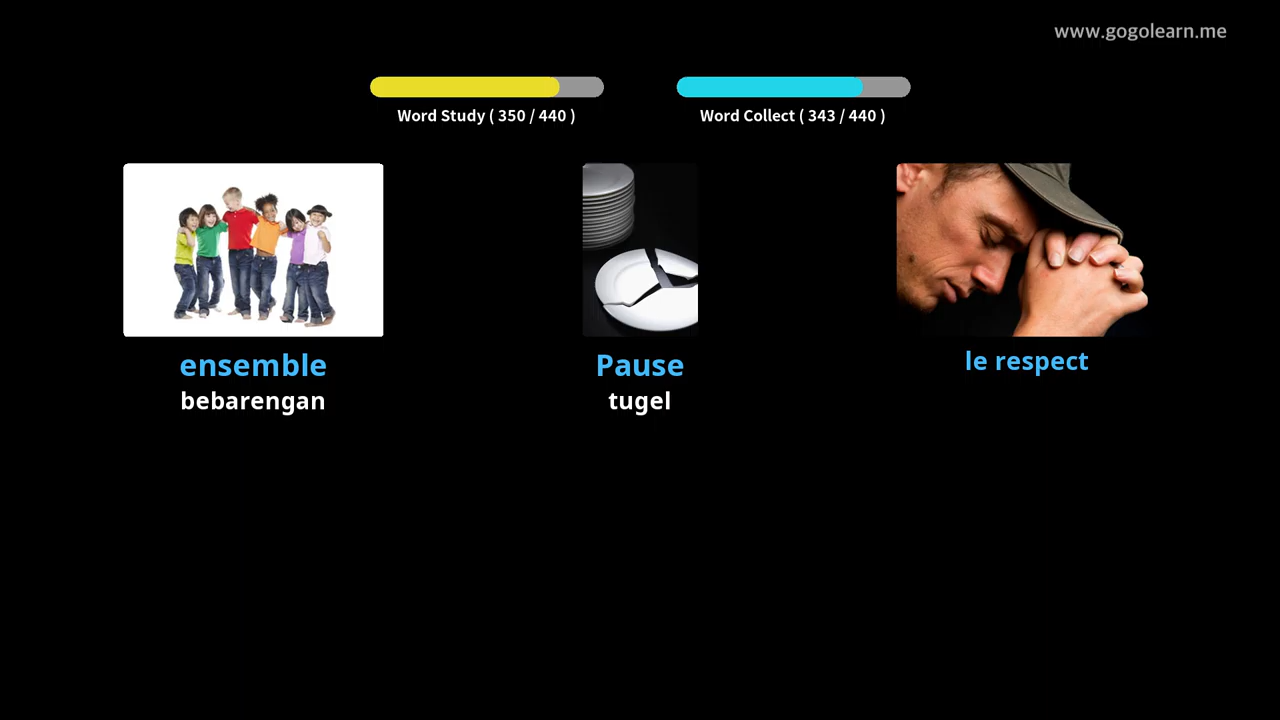 www.gogolearn.me
Word Study ( 350 / 440 )
Word Collect ( 343 / 440 )
ensemble
bebarengan
Pause
tugel
le respect